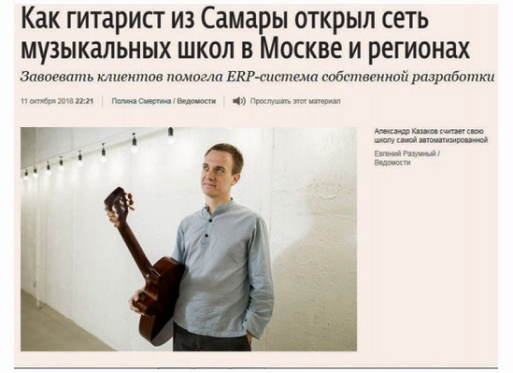 Как гитарист из Самары открыл сеть
музыкальных школ в Москве и регионах
Завоевать клиентов помогла ERP-система собственной разработки
11 октября 2018 22:21 | Полина Смертина / Ведомости | Прослушать этот материал
Александр Казаков считает свою
школу самой автоматизированной
Евгений Разумный /
Ведомости